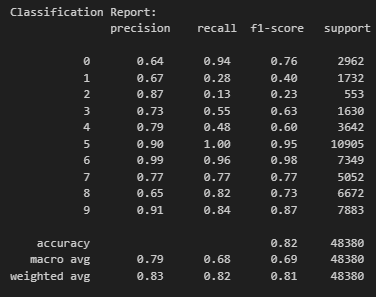 Classification Report:
precision recall f1-score support
0 0.64 0.94 0.76 2962
1 0.67 0.28 0.40 1732
2 0.87 0.13 0.23 553
3 0.73 0.55 0.63 1630
4 0.79 0.48 0.60 3642
5 0.90 1.00 0.95 10905
6 0.99 0.96 0.98 7349
7 0.77 0.77 0.77 5052
8 0.65 0.82 0.73 6672
9 0.91 0.84 0.87 7883
accuracy 0.82 48380
macro avg 0.79 0.68 0.69 48380
weighted avg 0.83 0.82 0.81 48380